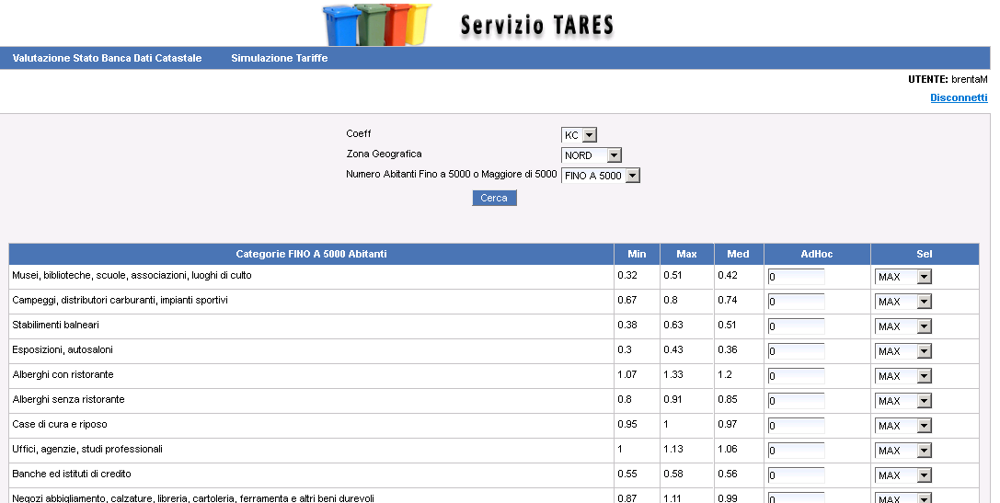 Servizio TARES
Valutazione Stato Banca Dati Catastale Simulazione Tariffe
UTENTE: brentaM
Disconnetti
Coeff KC
Zona Geografica NORD
Numero Abitanti Fino a 5000 o Maggiore di 5000 FINO A 5000
Cerca
Categorie FINO A 5000 Abitanti Min Max Med AdHoc Sel
Musei, biblioteche, scuole, associazioni, luoghi di culto 0.32 0.51 0.42 0 MAX
Campeggi, distributori carburanti, impianti sportivi 0.67 0.8 0.74 0 MAX
Stabilimenti balneari 0.38 0.63 0.51 0 MAX
Esposizioni, autosaloni 0.3 0.43 0.36 0 MAX
Alberghi con ristorante 1.07 1.33 1.2 0 MAX
Alberghi senza ristorante 0.8 0.91 0.85 0 MAX
Case di cura e riposo 0.95 1 0.97 0 MAX
Uffici, agenzie, studi professionali 1 1.13 1.06 0 MAX
Banche ed istituti di credito 0.55 0.58 0.56 0 MAX
Negozi abbigliamento, calzature, libreria, cartoleria, ferramenta e altri beni durevoli 0.87 1.11 0.99 0 MAX